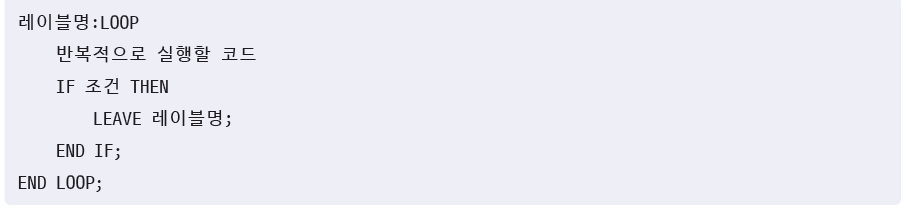 레이블명:LOOP
    반복적으로 실행할 코드
    IF 조건 THEN
        LEAVE 레이블명;
    END IF;
END LOOP;